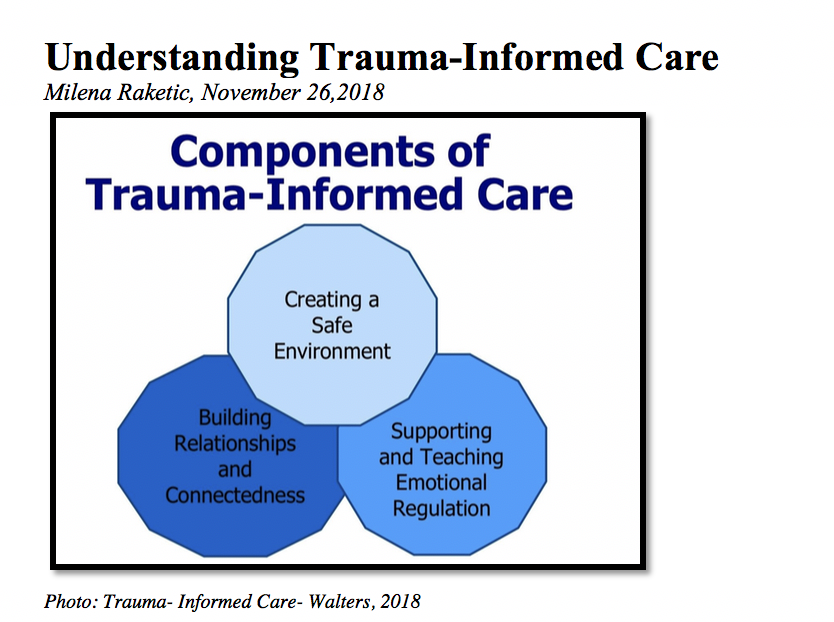 Understanding Trauma-Informed Care
Milena Raketic, November 26,2018
Components of
Trauma-Informed Care
Creating a
Safe
Environment
Building
Relationships
and
Connectedness
Supporting
and Teaching
Emotional
Regulation
Photo: Trauma- Informed Care- Walters, 2018